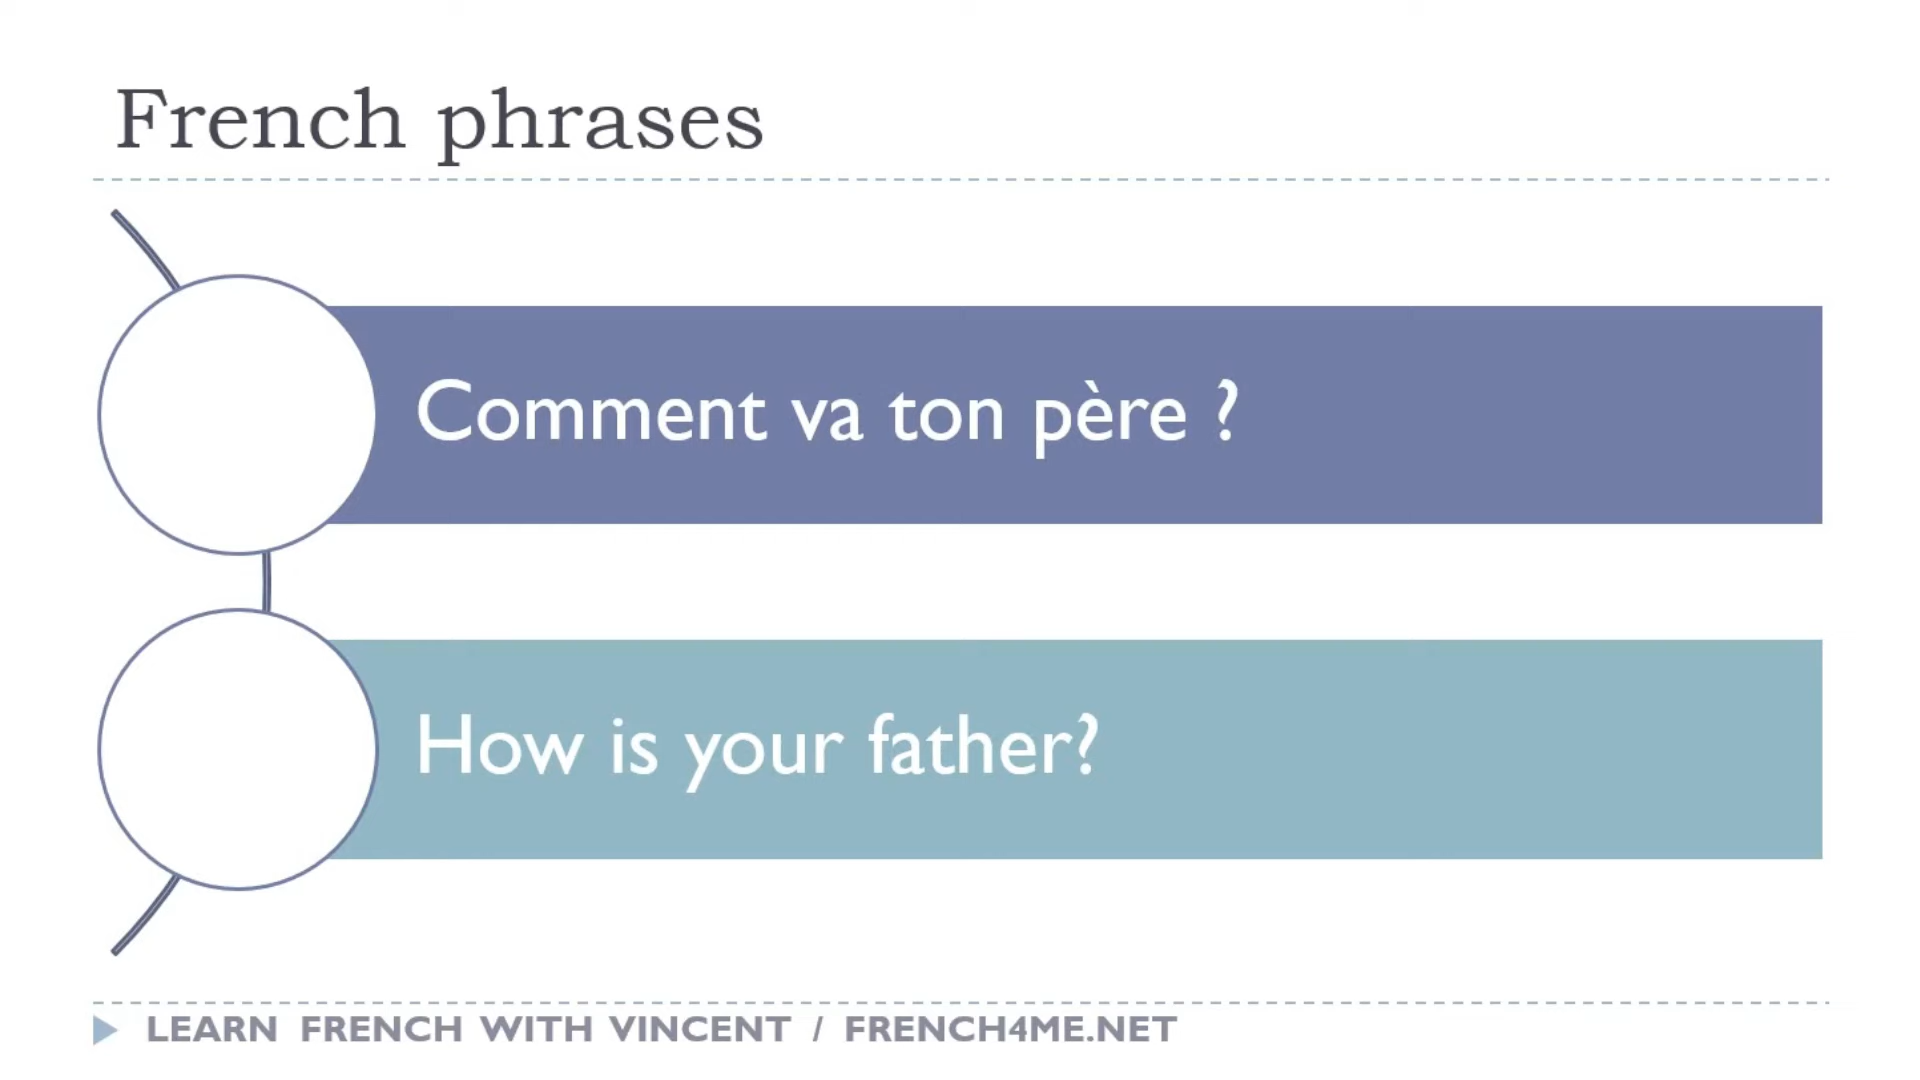 French phrases
Comment va ton père ?
How is your father?
LEARN FRENCH WITH VINCENT / FRENCH4ME.NET